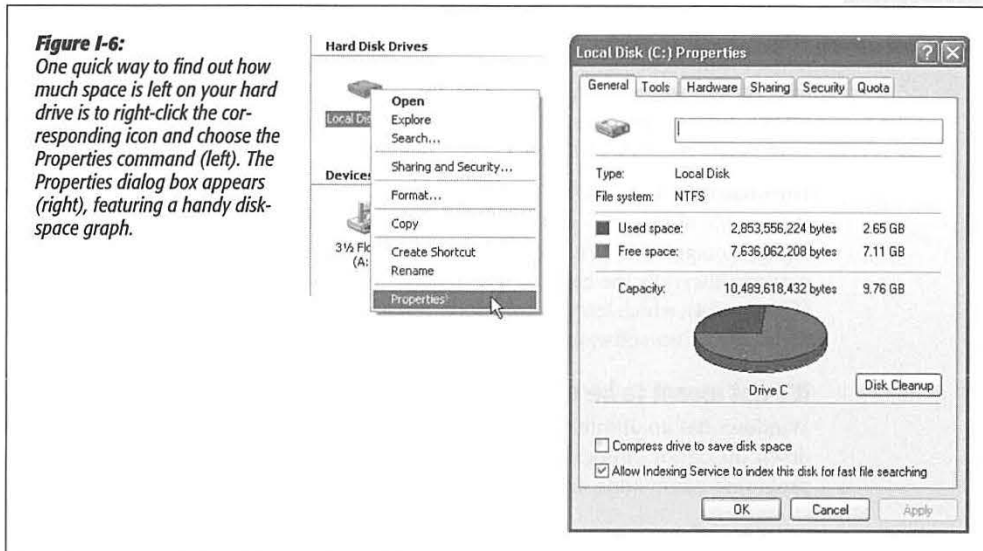 Figure I-6:
One quick way to find out how
much space is left on your hard
drive is to right-click the cor-
responding icon and choose the
Properties command (left). The
Properties dialog box appears
(right), featuring a handy disk-
space graph.
Hard Disk Drives
Local
Open
Explore
Search...
Sharing and Security...
Format...
Copy
Create Shortcut
Rename
Properties
Devices
3½
(A:
Local Disk (C:) Properties
General Tools Hardware Sharing Security Quota
Type: Local Disk
File system: NTFS
Used space: 2,853,556,224 bytes 2.65 GB
Free space: 7,636,062,208 bytes 7.11 GB
Capacity: 10,489,618,432 bytes 9.76 GB
Drive C
Disk Cleanup
Compress drive to save disk space
Allow Indexing Service to index this disk for fast file searching
OK Cancel Apply